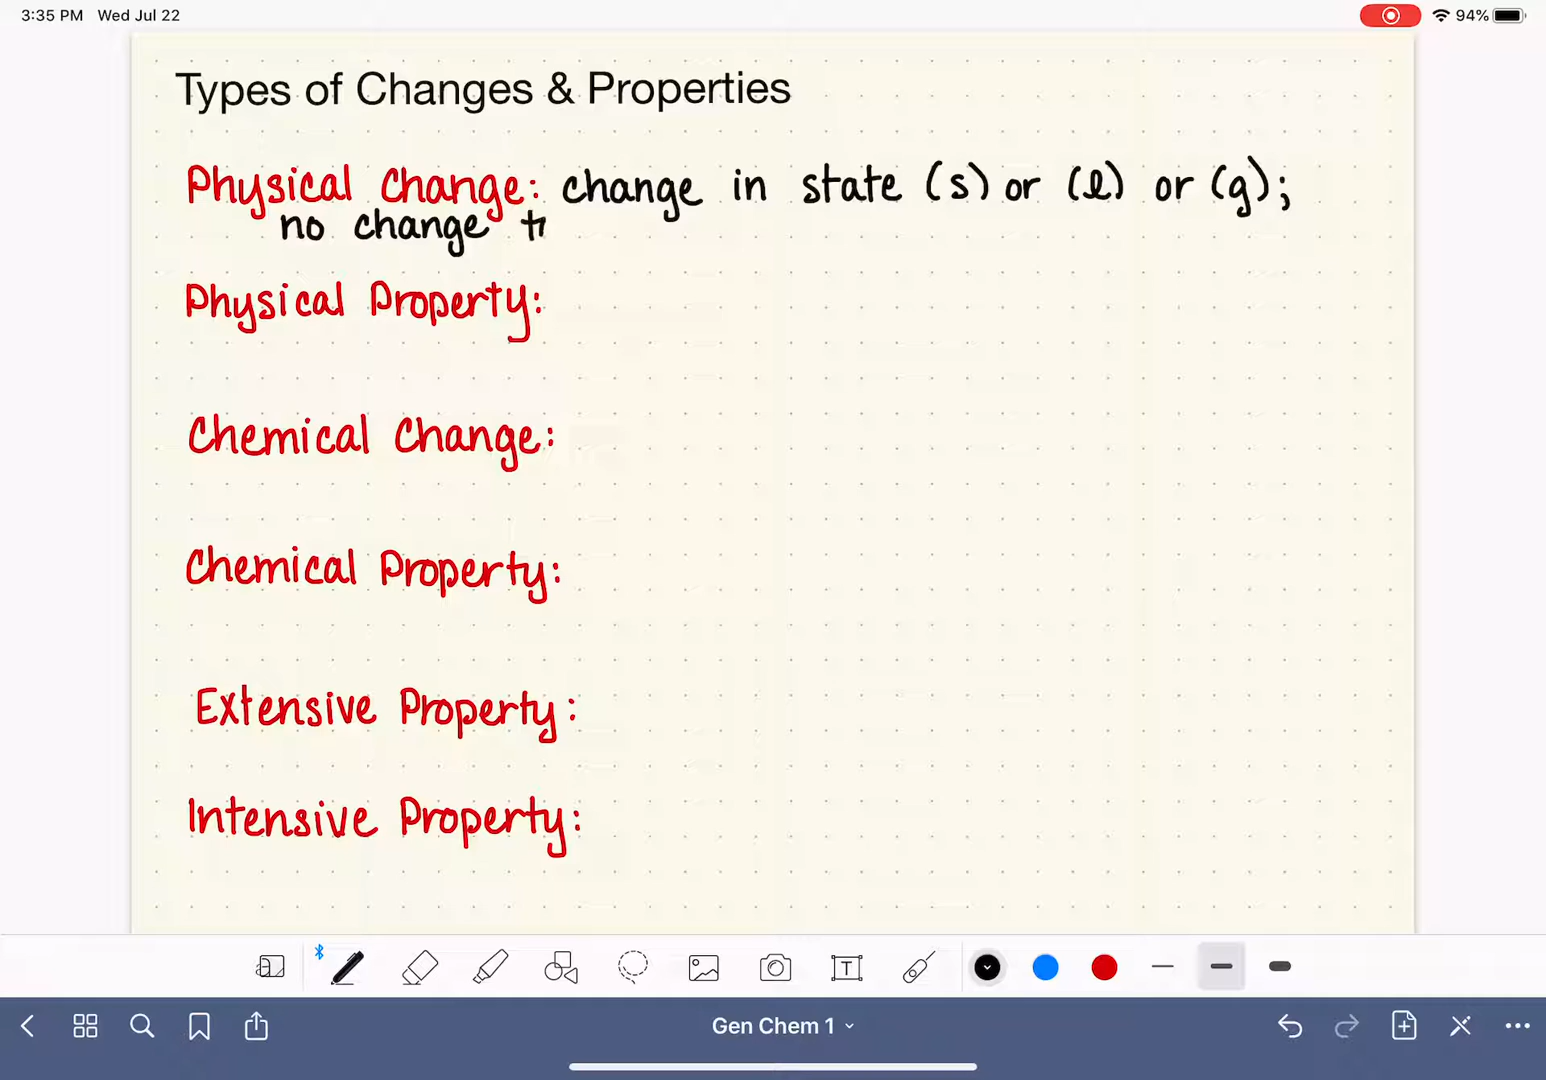 3:35 PM Wed Jul 22
94%
Types of Changes & Properties
Physical Change: change in state (s) or (l) or (g);
no change
Physical Property:
Chemical Change:
Chemical Property:
Extensive Property:
Intensive Property:
T
Gen Chem 1